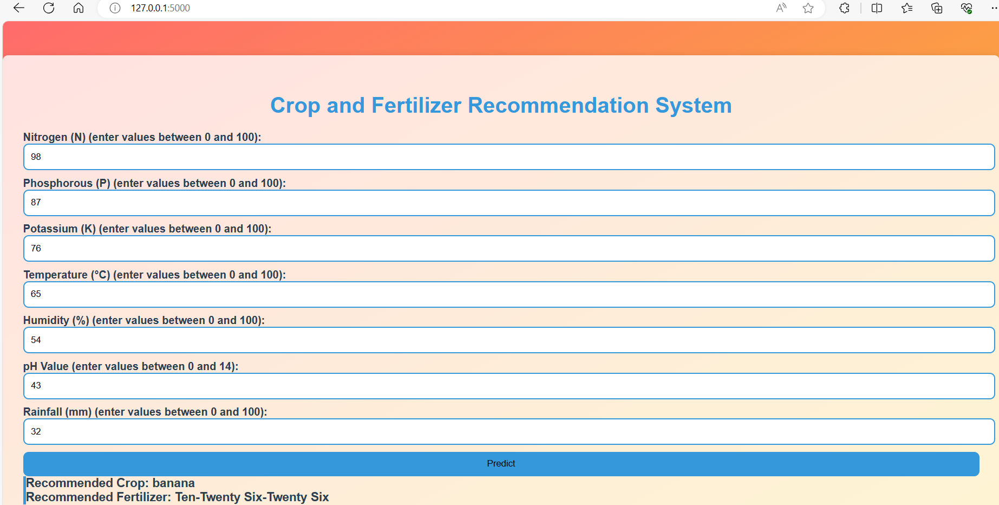 127.0.0.1:5000
Crop and Fertilizer Recommendation System
Nitrogen (N) (enter values between 0 and 100):
98
Phosphorous (P) (enter values between 0 and 100):
87
Potassium (K) (enter values between 0 and 100):
76
Temperature (°C) (enter values between 0 and 100):
65
Humidity (%) (enter values between 0 and 100):
54
pH Value (enter values between 0 and 14):
43
Rainfall (mm) (enter values between 0 and 100):
32
Predict
Recommended Crop: banana
Recommended Fertilizer: Ten-Twenty Six-Twenty Six